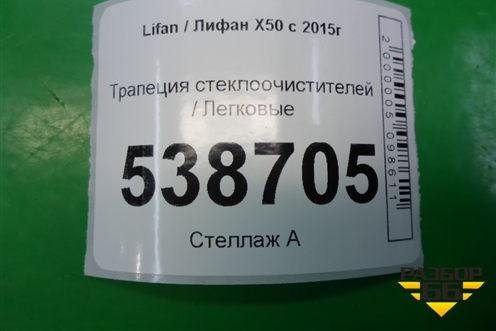 Lifan / Лифан X50 с 2015г
Трапеция стеклоочистителей
/ Легковые
538705
Стеллаж А
2000005098611
РАЗБОР
66